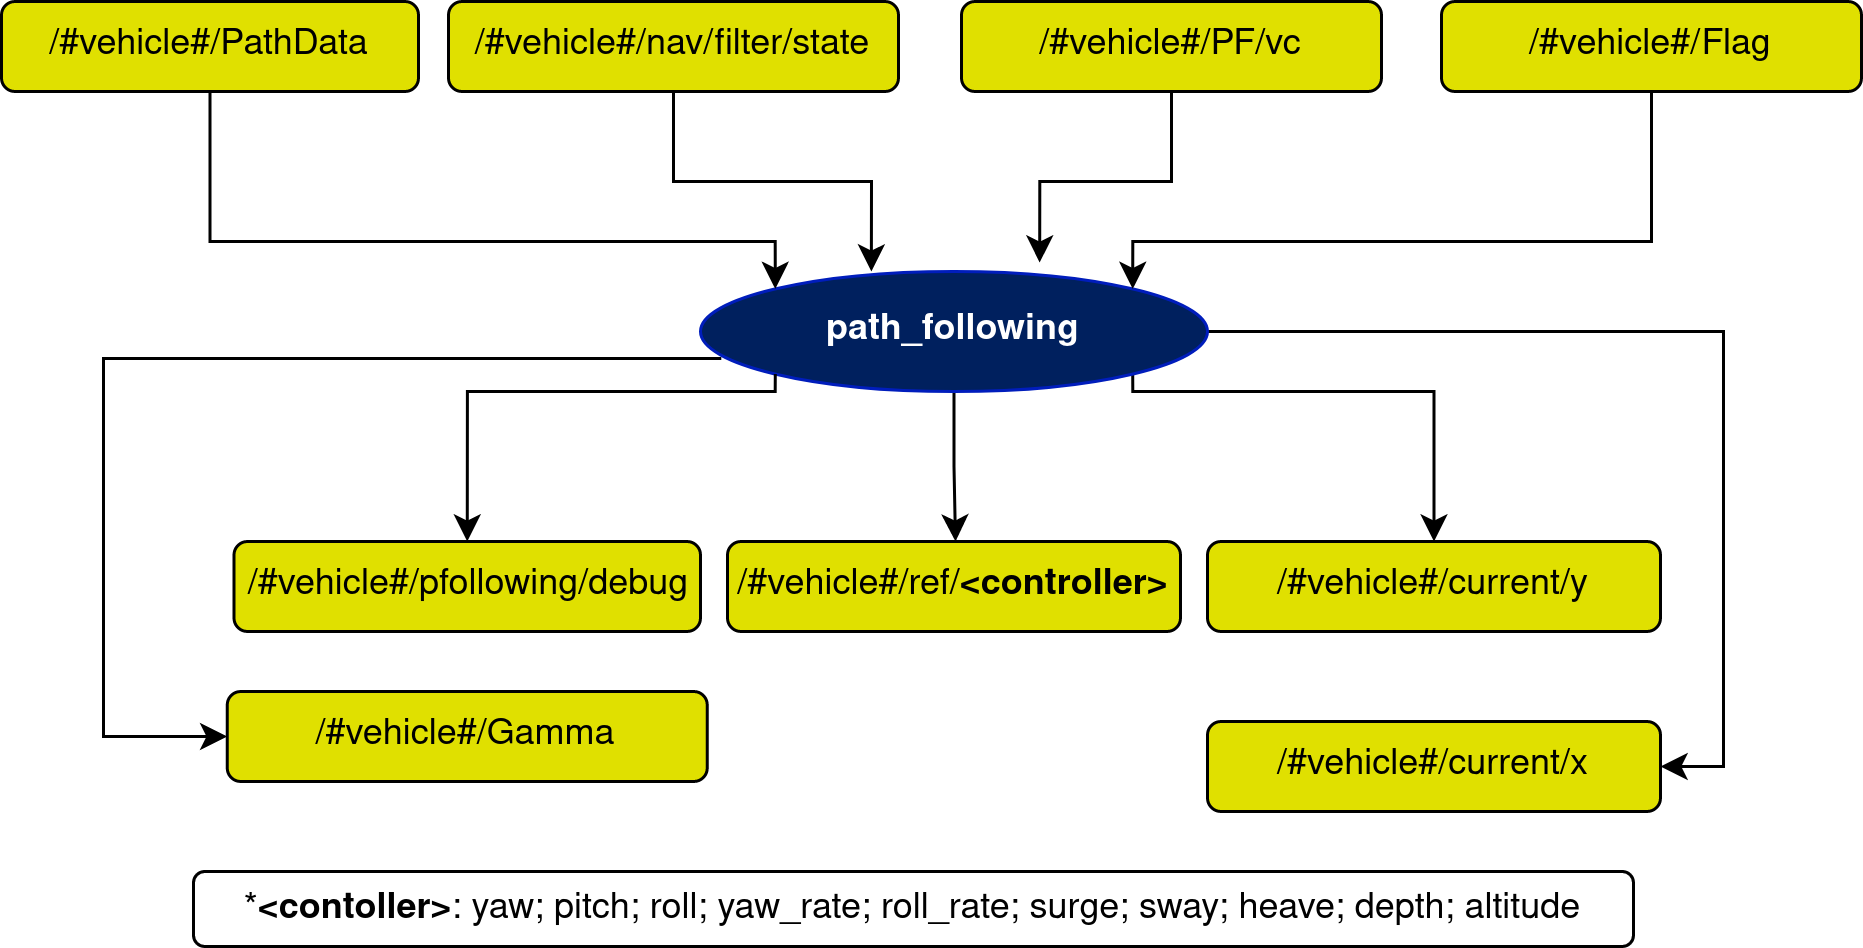 /#vehicle#/PathData
/#vehicle#/nav/filter/state
/#vehicle#/PF/vc
/#vehicle#/Flag
path_following
/#vehicle#/pfollowing/debug
/#vehicle#/ref/<controller>
/#vehicle#/current/y
/#vehicle#/Gamma
/#vehicle#/current/x
*<contoller>: yaw; pitch; roll; yaw_rate; roll_rate; surge; sway; heave; depth; altitude